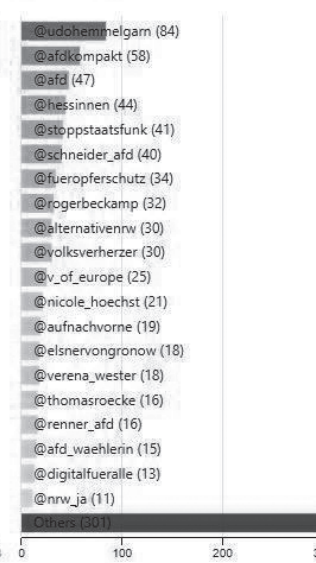 @udohemmelgarn (84)
@afdkompakt (58)
@afd (47)
@hessinnen (44)
@stoppstaatsfunk (41)
@schneider_afd (40)
@fueropferschutz (34)
@rogerbeckamp (32)
@alternativenrw (30)
@volksverherzer (30)
@v_of_europe (25)
@nicole_hoechst (21)
@aufnachvorne (19)
@elsnervongronow (18)
@verena_wester (18)
@thomasroecke (16)
@renner_afd (16)
@afd_waehlerin (15)
@digitalfueralle (13)
@nrw_ja (11)
Others (301)
0 100 200